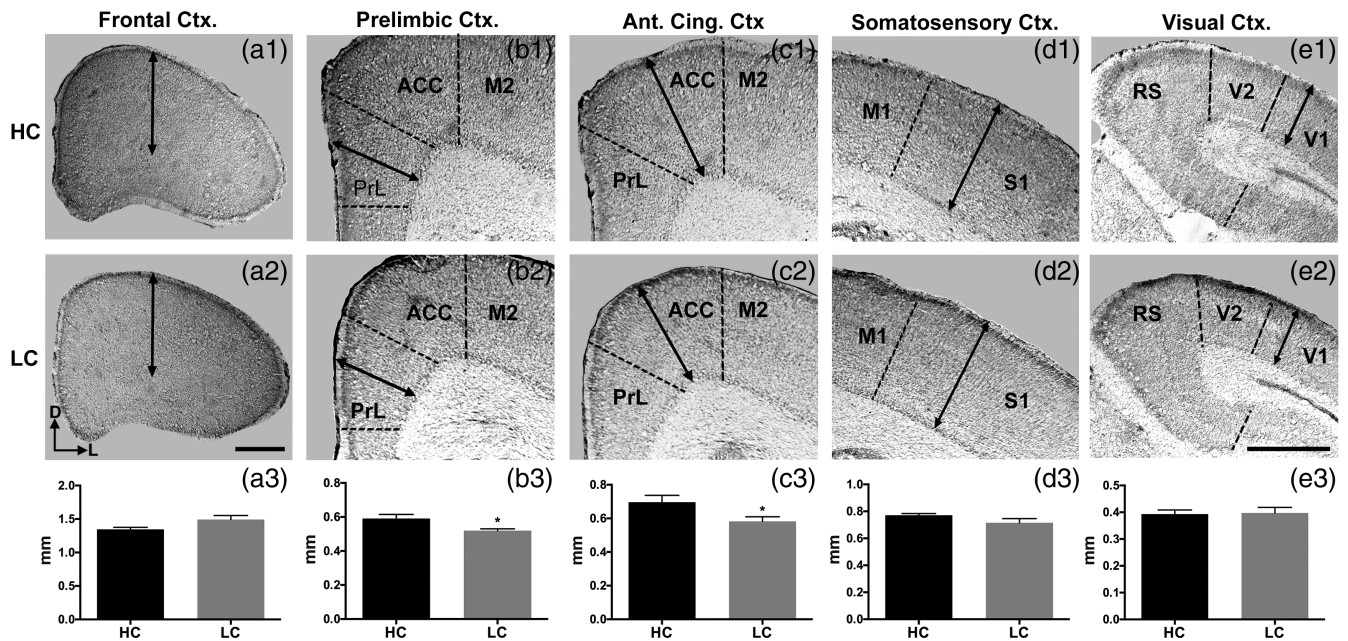 Frontal Ctx. Prelimbic Ctx. Ant. Cing. Ctx Somatosensory Ctx. Visual Ctx.
HC
(a1)
(b1) ACC M2 PrL
(c1) ACC M2 PrL
(d1) M1 S1
(e1) RS V2 V1
LC
(a2) D L
(b2) ACC M2 PrL
(c2) ACC M2 PrL
(d2) M1 S1
(e2) RS V2 V1
(a3)
mm
2.0
1.5
1.0
0.5
0.0
HC LC
(b3)
mm
0.8
0.6
0.4
0.2
0.0
*
HC LC
(c3)
mm
0.8
0.6
0.4
0.2
0.0
*
HC LC
(d3)
mm
1.0
0.8
0.6
0.4
0.2
0.0
HC LC
(e3)
mm
0.5
0.4
0.3
0.2
0.1
0.0
HC LC